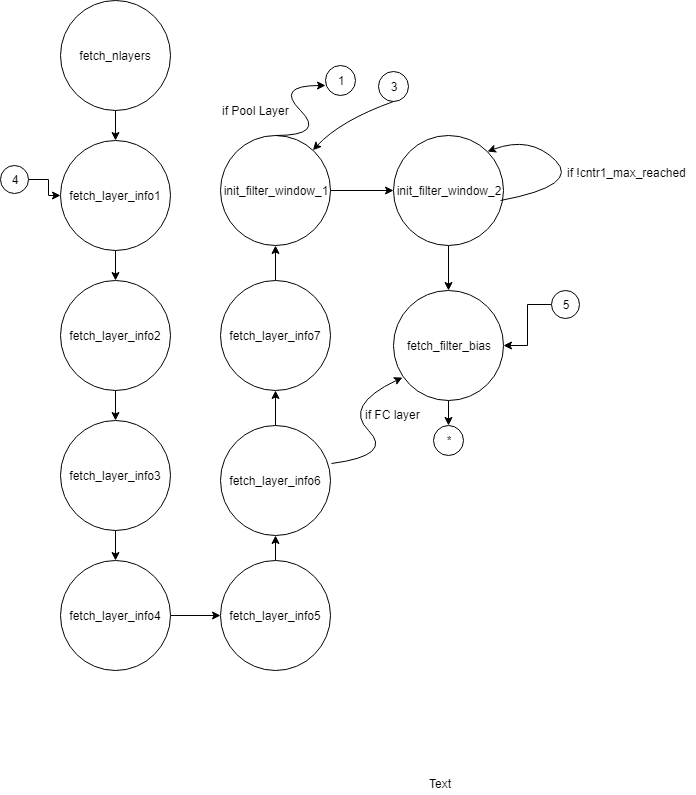 fetch_nlayers
1
3
if Pool Layer
4
fetch_layer_info1
init_filter_window_1
init_filter_window_2
if !cntr1_max_reached
5
fetch_layer_info2
fetch_layer_info7
fetch_filter_bias
if FC layer
*
fetch_layer_info3
fetch_layer_info6
fetch_layer_info4
fetch_layer_info5
Text